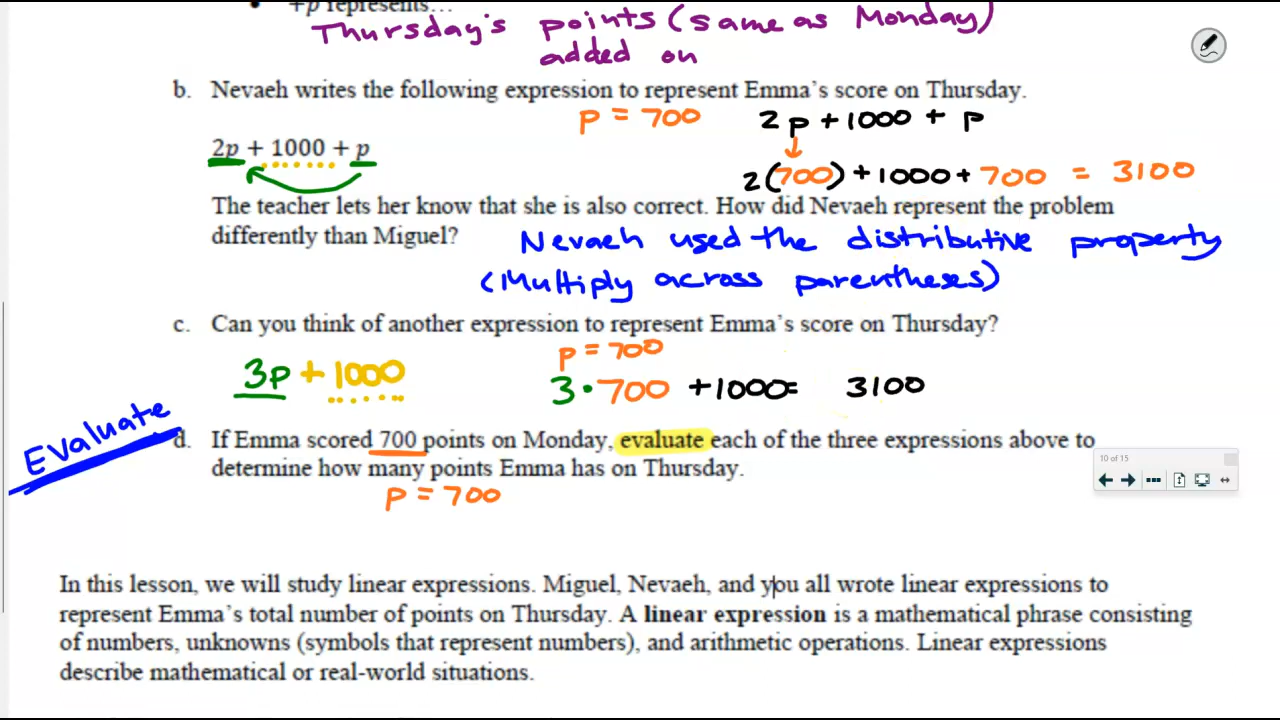 +p represents…
Thursday's points (same as Monday)
added on
b. Nevaeh writes the following expression to represent Emma's score on Thursday.
p = 700 2p + 1000 + p
2p + 1000 + p
2(700) + 1000 + 700 = 3100
The teacher lets her know that she is also correct. How did Nevaeh represent the problem
differently than Miguel?
Nevaeh used the distributive property
(Multiply across parentheses)
c. Can you think of another expression to represent Emma's score on Thursday?
p = 700
3p + 1000 3·700 + 1000 = 3100
Evaluate
d. If Emma scored 700 points on Monday, evaluate each of the three expressions above to
determine how many points Emma has on Thursday.
10 of 15
p = 700
In this lesson, we will study linear expressions. Miguel, Nevaeh, and you all wrote linear expressions to
represent Emma's total number of points on Thursday. A linear expression is a mathematical phrase consisting
of numbers, unknowns (symbols that represent numbers), and arithmetic operations. Linear expressions
describe mathematical or real-world situations.